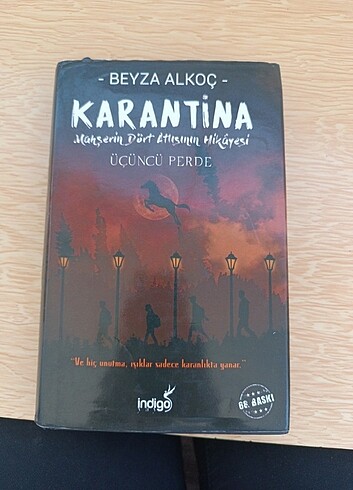 - BEYZA ALKOÇ -
KARANTİNA
Mahşerin Dört Atlısının Hikâyesi
ÜÇÜNCÜ PERDE
"Ve hiç unutma, ışıklar sadece karanlıkta yanar."
indigo
BASKI